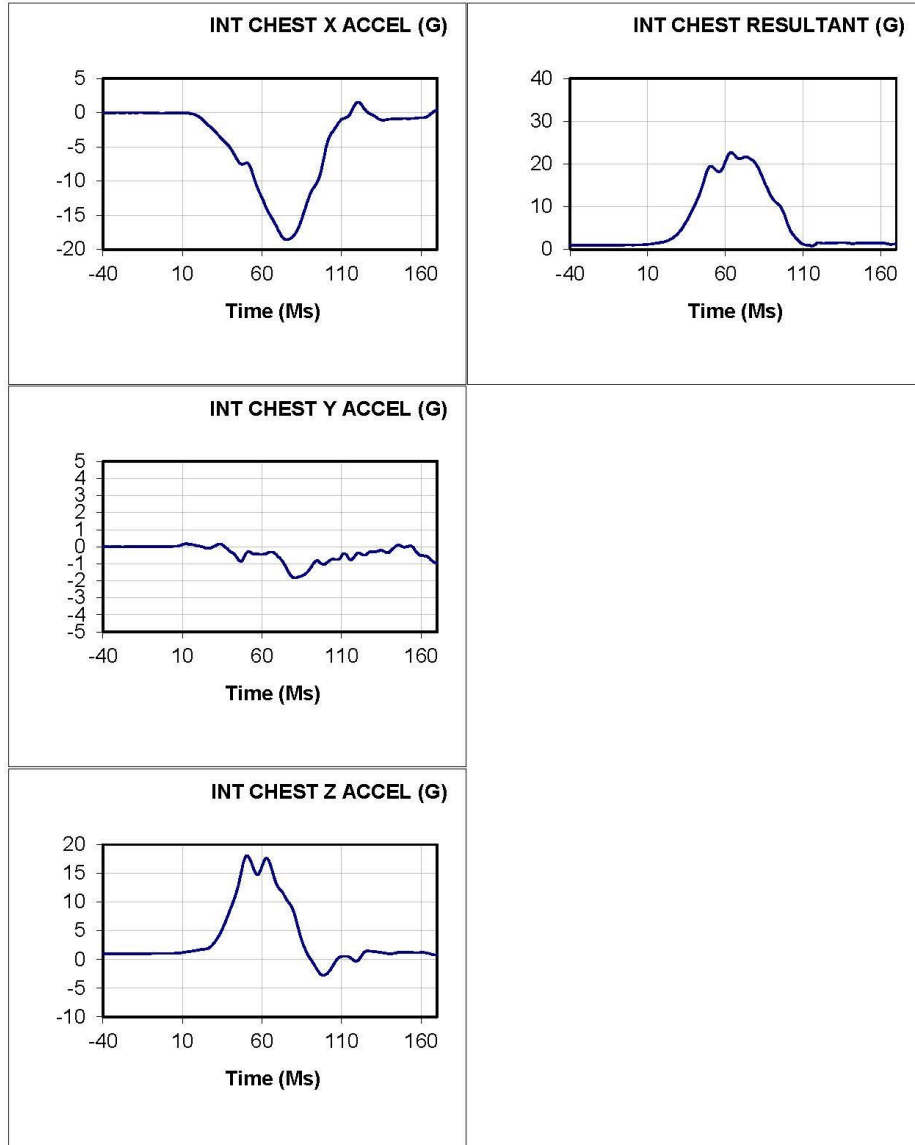 INT CHEST X ACCEL (G)
5
0
-5
-10
-15
-20
-40 10 60 110 160
Time (Ms)
INT CHEST RESULTANT (G)
40
30
20
10
0
-40 10 60 110 160
Time (Ms)
INT CHEST Y ACCEL (G)
5
4
3
2
1
0
-1
-2
-3
-4
-5
-40 10 60 110 160
Time (Ms)
INT CHEST Z ACCEL (G)
20
15
10
5
0
-5
-10
-40 10 60 110 160
Time (Ms)